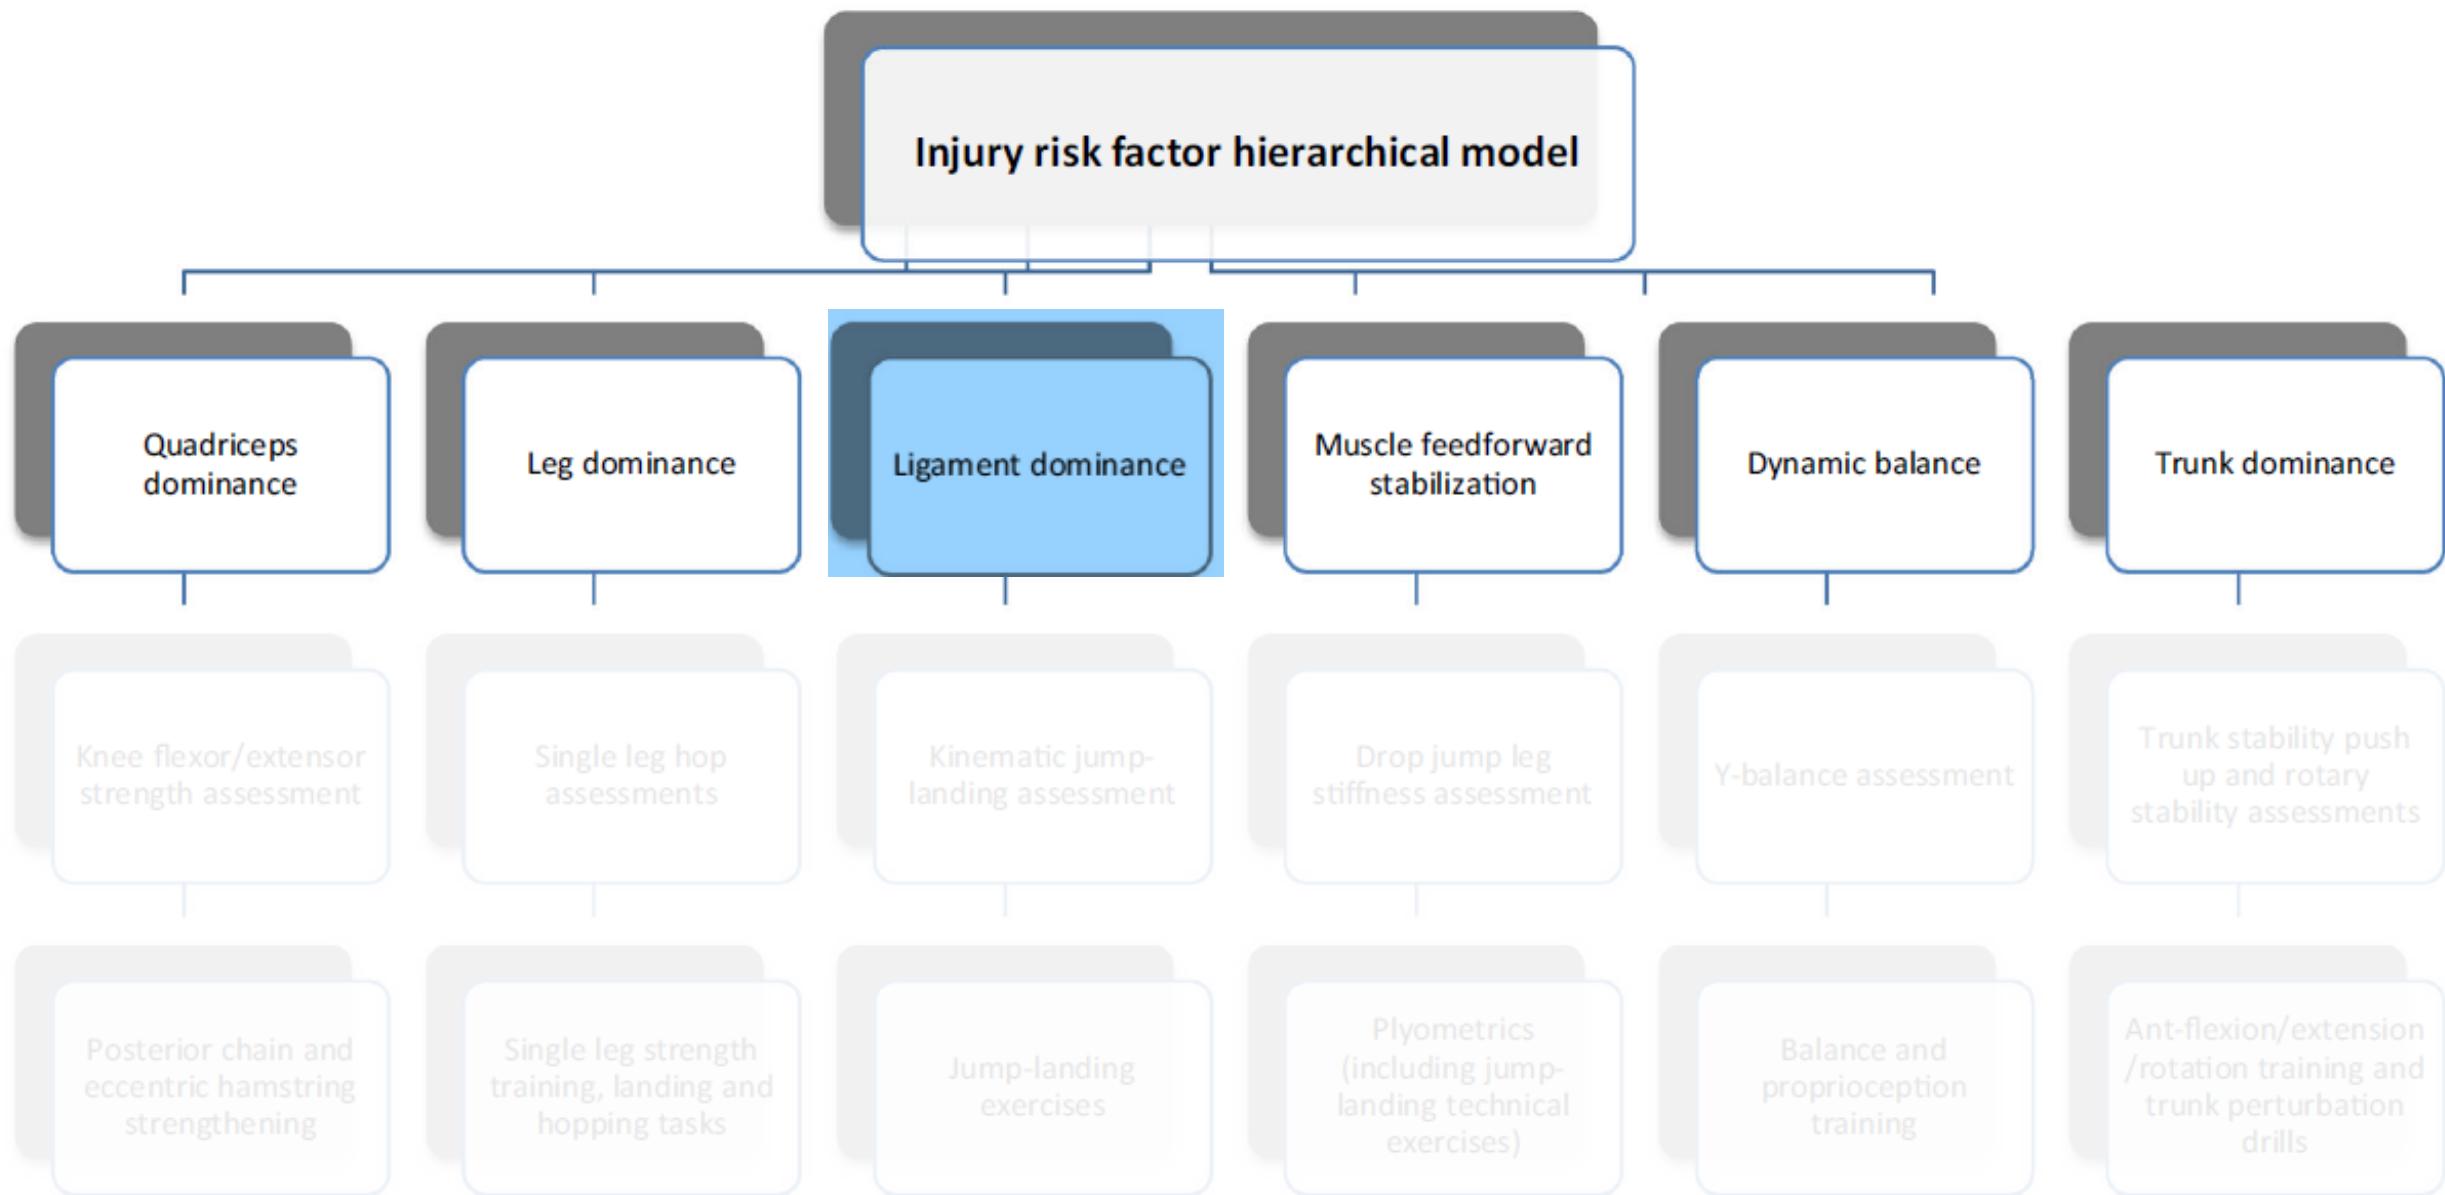 Injury risk factor hierarchical model
Quadriceps
dominance
Leg dominance
Ligament dominance
Muscle feedforward
stabilization
Dynamic balance
Trunk dominance
Knee flexor/extensor
strength assessment
Single leg hop
assessments
Kinematic jump-
landing assessment
Drop jump leg
stiffness assessment
Y-balance assessment
Trunk stability push
up and rotary
stability assessments
Posterior chain and
eccentric hamstring
strengthening
Single leg strength
training, landing and
hopping tasks
Jump-landing
exercises
Plyometrics
(including jump-
landing technical
exercises)
Balance and
proprioception
training
Ant-flexion/extension
/rotation training and
trunk perturbation
drills